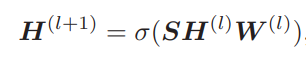 H^{(l+1)} = σ(SH^{(l)}W^{(l)}).